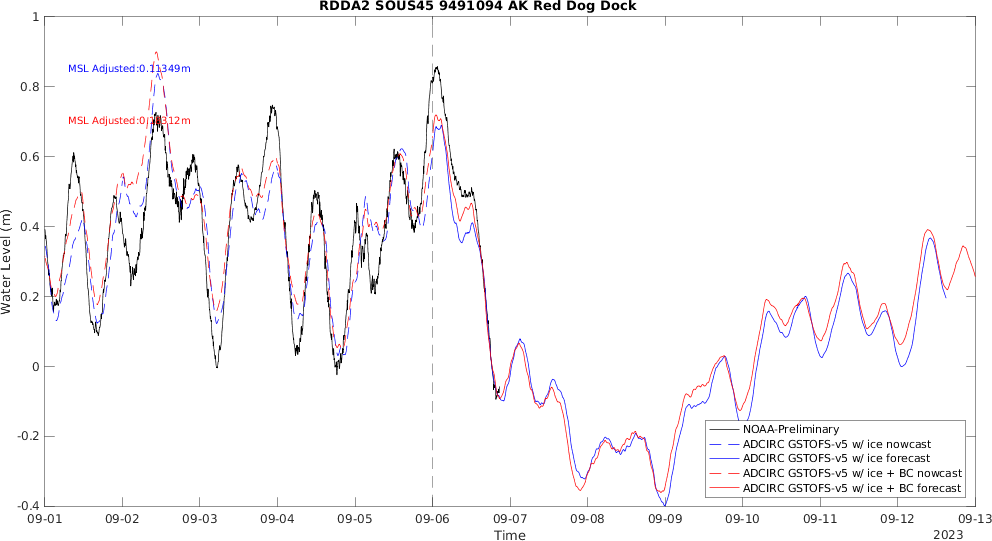 RDDA2 SOUS45 9491094 AK Red Dog Dock
1
0.8
0.6
0.4
0.2
0
-0.2
-0.4
Water Level (m)
MSL Adjusted:0.11349m
MSL
NOAA-Preliminary
ADCIRC GSTOFS-v5 w/ ice nowcast
ADCIRC GSTOFS-v5 w/ ice forecast
ADCIRC GSTOFS-v5 w/ ice + BC nowcast
ADCIRC GSTOFS-v5 w/ ice + BC forecast
09-01 09-02 09-03 09-04 09-05 09-06 09-07 09-08 09-09 09-10 09-11 09-12 09-13
Time
2023